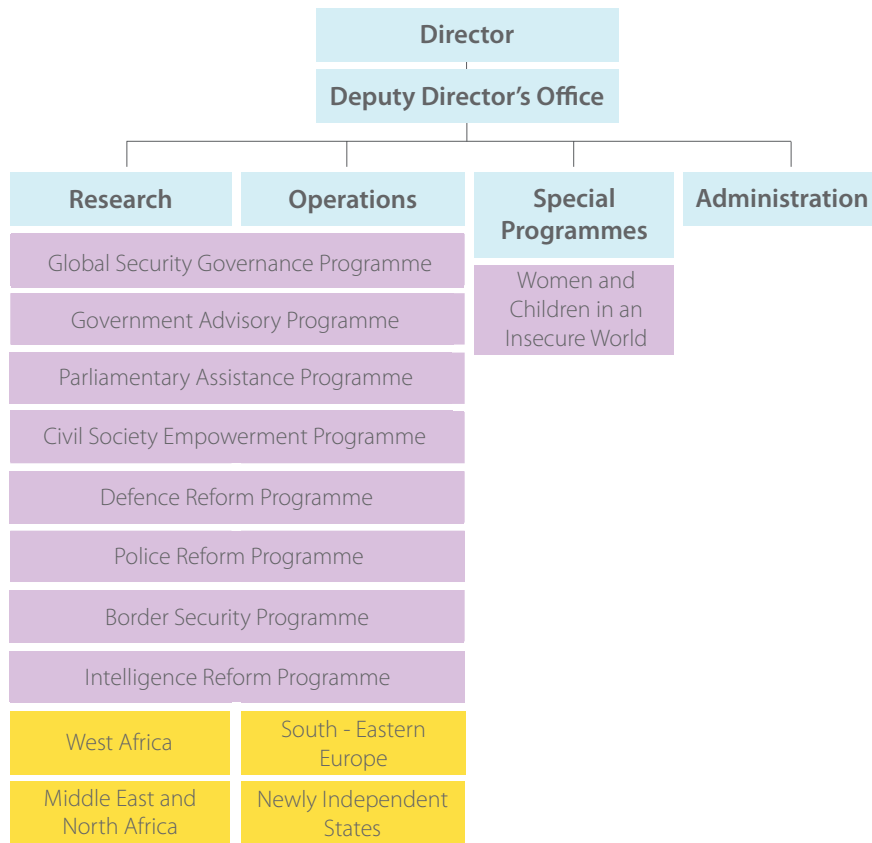 Director
Deputy Director’s Office
Research
Operations
Special
Programmes
Administration
Global Security Governance Programme
Government Advisory Programme
Parliamentary Assistance Programme
Civil Society Empowerment Programme
Defence Reform Programme
Police Reform Programme
Border Security Programme
Intelligence Reform Programme
Women and
Children in an
Insecure World
West Africa
South - Eastern
Europe
Middle East and
North Africa
Newly Independent
States